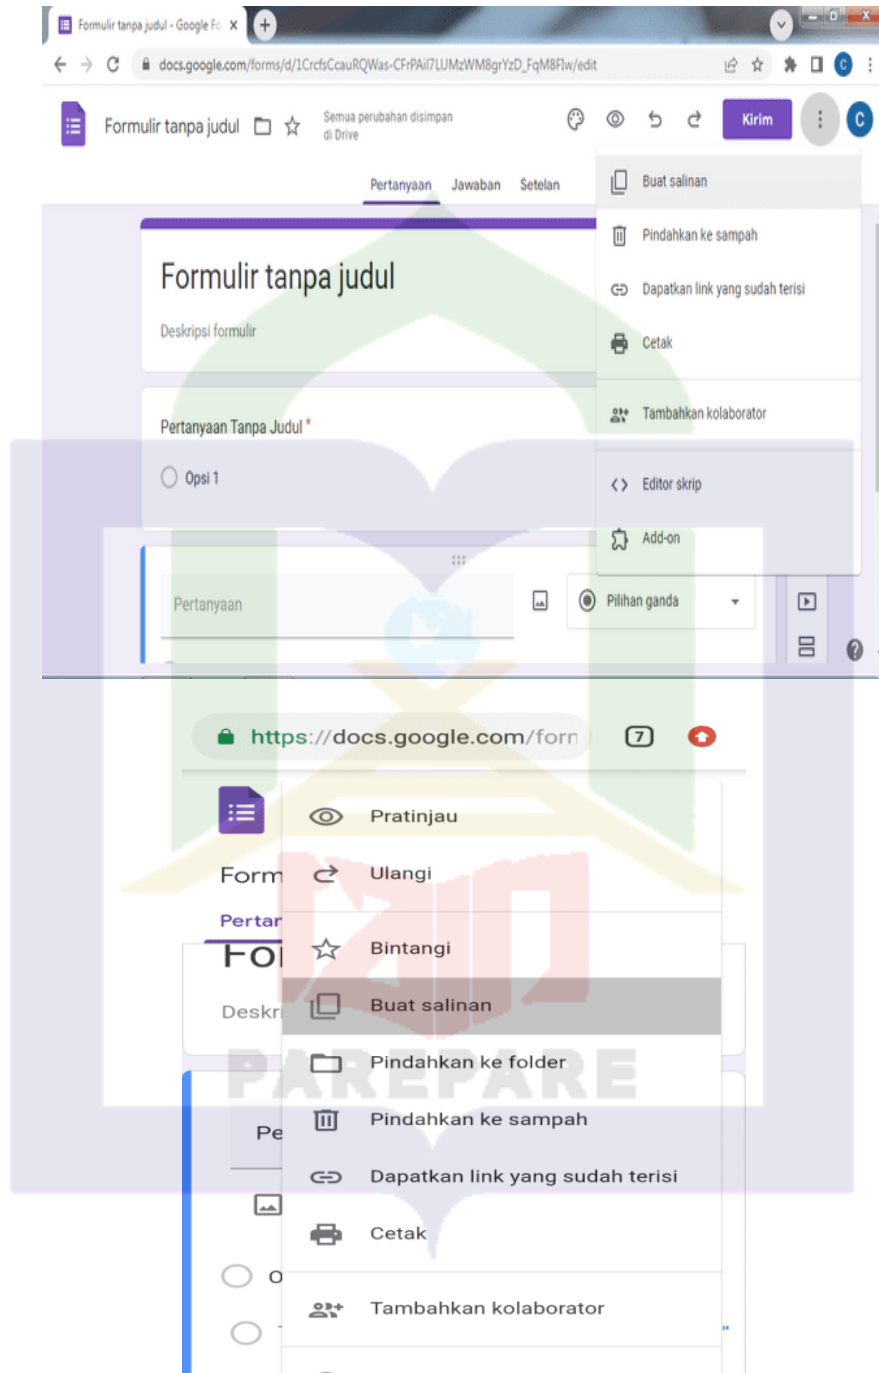 Formulir tanpa judul - Google Fo
docs.google.com/forms/d/1CrcfsCcauRQWas-CFrPAil7LUMzWM8grYzD_FqM8Flw/edit
Formulir tanpa judul
Semua perubahan disimpan
di Drive
Kirim
C
Pertanyaan Jawaban Setelan
Buat salinan
Pindahkan ke sampah
Dapatkan link yang sudah terisi
Cetak
Tambahkan kolaborator
Editor skrip
Add-on
Formulir tanpa judul
Deskripsi formulir
Pertanyaan Tanpa Judul *
Opsi 1
Pertanyaan
Pilihan ganda
https://docs.google.com/form
7
Form
Pertan
For
Deskri
Pe
O
Pratinjau
Ulangi
Bintangi
Buat salinan
Pindahkan ke folder
Pindahkan ke sampah
Dapatkan link yang sudah terisi
Cetak
Tambahkan kolaborator
PAREPARE